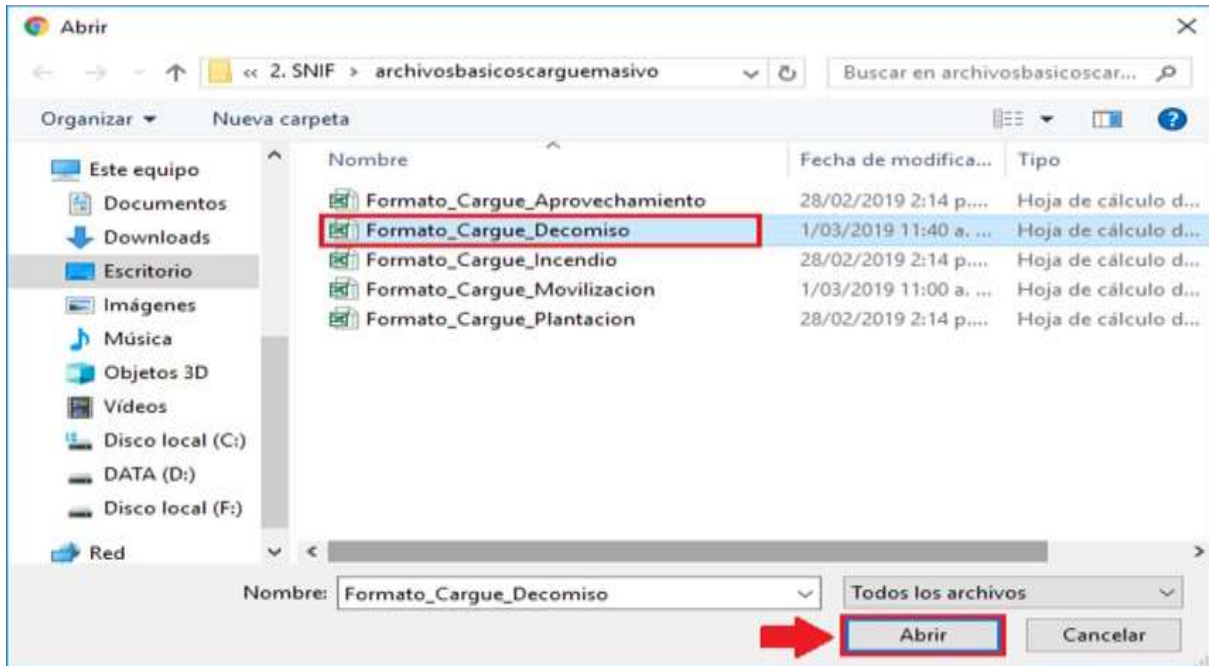 Abrir
« 2. SNIF > archivosbasicoscarguemasivo
Buscar en archivosbasicoscar...
Organizar
Nueva carpeta
Nombre
Fecha de modifica...
Tipo
Este equipo
Documentos
Downloads
Escritorio
Imágenes
Música
Objetos 3D
Vídeos
Disco local (C:)
DATA (D:)
Disco local (F:)
Red
Formato_Cargue_Aprovechamiento 28/02/2019 2:14 p.... Hoja de cálculo d...
Formato_Cargue_Decomiso 1/03/2019 11:40 a. ... Hoja de cálculo d...
Formato_Cargue_Incendio 28/02/2019 2:14 p.... Hoja de cálculo d...
Formato_Cargue_Movilizacion 1/03/2019 11:00 a. ... Hoja de cálculo d...
Formato_Cargue_Plantacion 28/02/2019 2:14 p.... Hoja de cálculo d...
Nombre: Formato_Cargue_Decomiso
Todos los archivos
Abrir
Cancelar